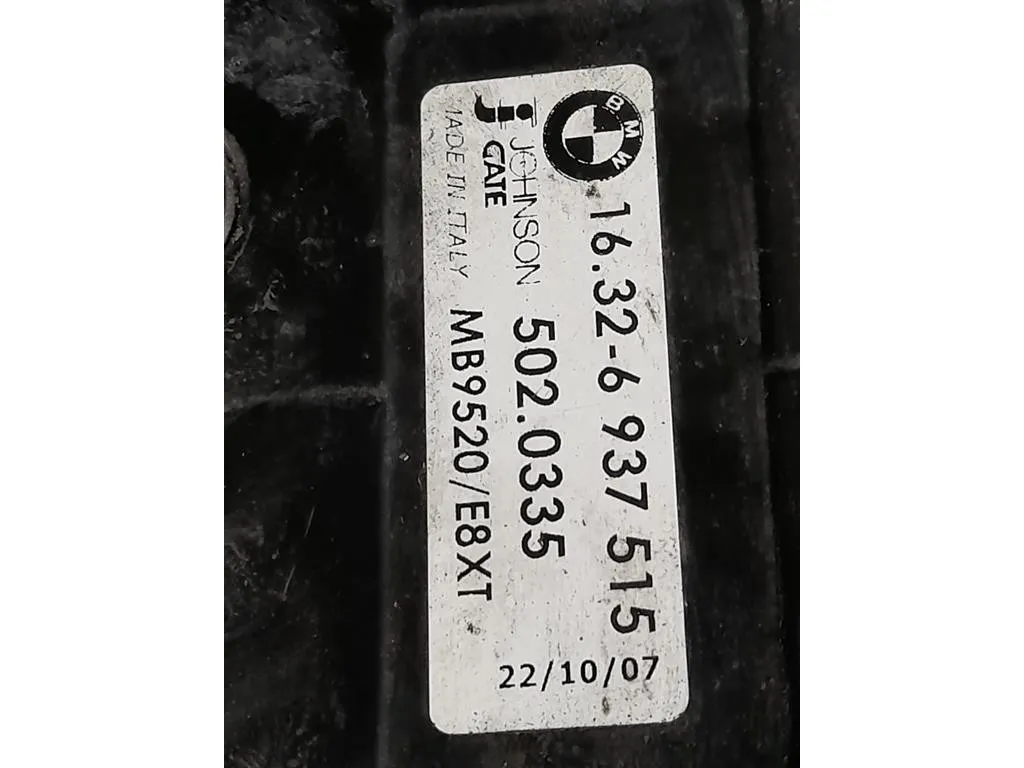 BMW
16.32-6 937 515
JOHNSON 502.0335
GATE
MADE IN ITALY MB9520/E8XT
22/10/07